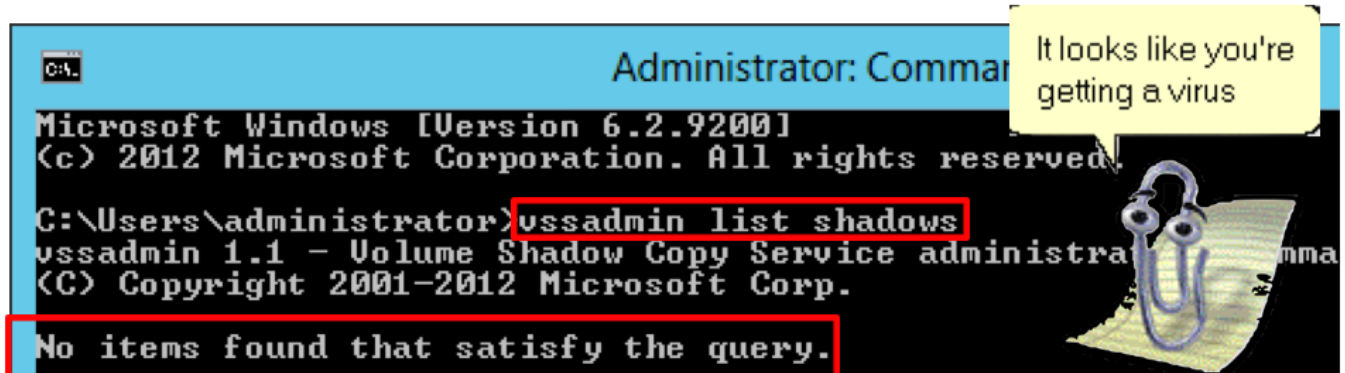 Administrator: Comma
It looks like you're
getting a virus
Microsoft Windows [Version 6.2.9200]
(c) 2012 Microsoft Corporation. All rights reserved.
C:\Users\administrator>vssadmin list shadows
vssadmin 1.1 - Volume Shadow Copy Service administra mma
(C) Copyright 2001-2012 Microsoft Corp.
No items found that satisfy the query.